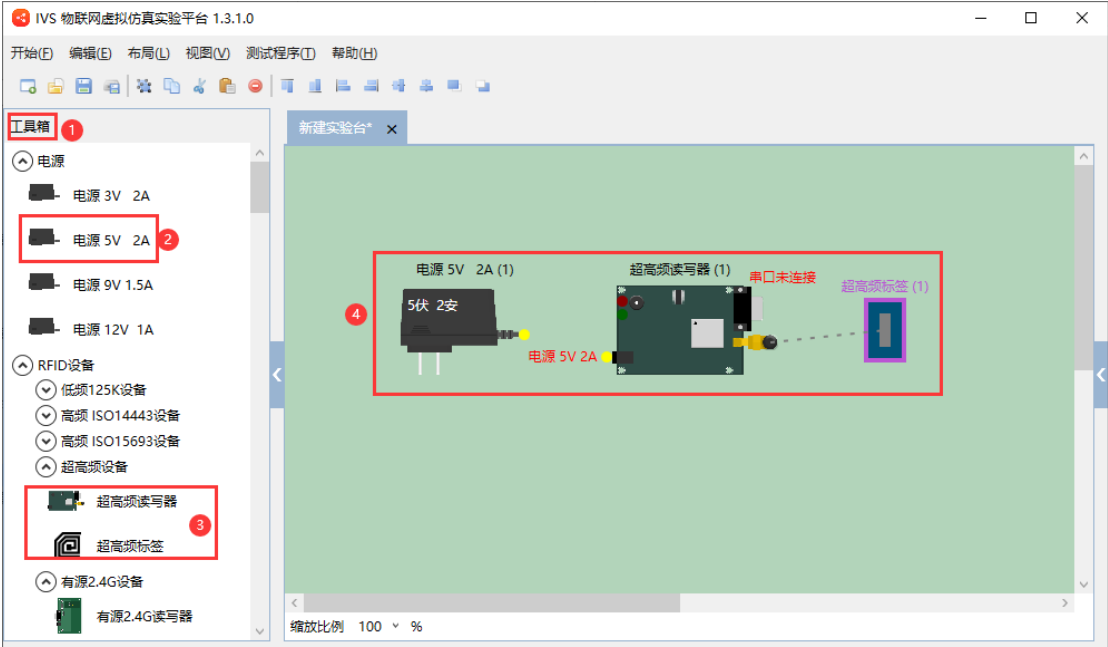 IVS 物联网虚拟仿真实验平台 1.3.1.0
开始(F) 编辑(E) 布局(L) 视图(V) 测试程序(T) 帮助(H)
工具箱 1
新建实验台*
电源
电源 3V 2A
电源 5V 2A 2
电源 9V 1.5A
电源 12V 1A
RFID设备
低频125K设备
高频 ISO14443设备
高频 ISO15693设备
超高频设备
超高频读写器
3
超高频标签
有源2.4G设备
有源2.4G读写器
电源 5V 2A (1)
超高频读写器 (1)
串口未连接
超高频标签 (1)
5伏 2安
4
电源 5V 2A
缩放比例 100 %